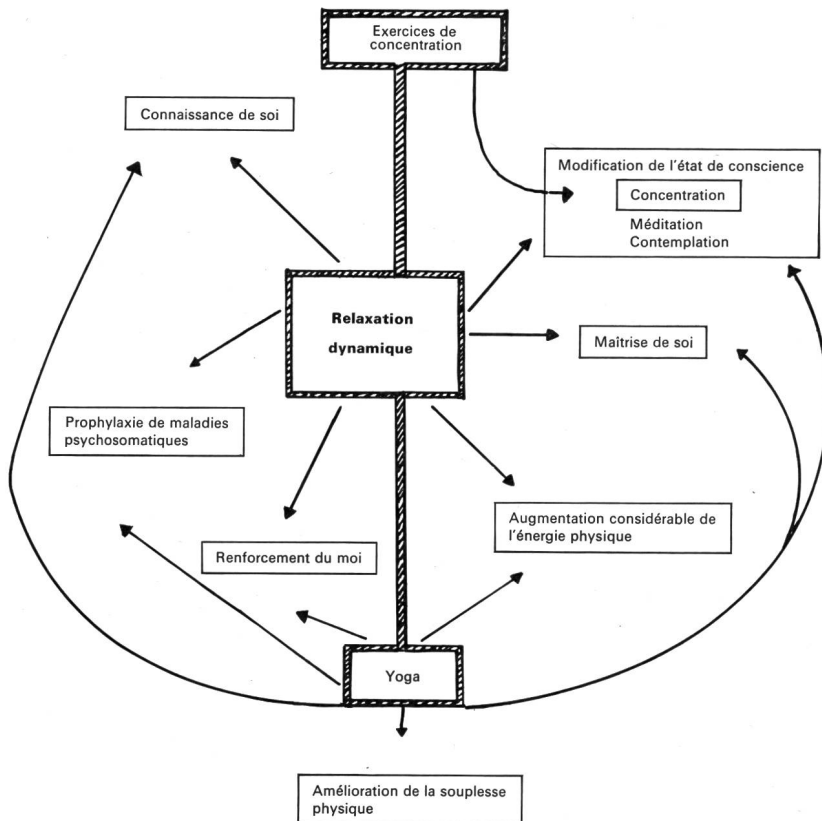 Exercices de
concentration
Connaissance de soi
Modification de l'état de conscience
Concentration
Méditation
Contemplation
Relaxation
dynamique
Maîtrise de soi
Prophylaxie de maladies
psychosomatiques
Augmentation considérable de
l'énergie physique
Renforcement du moi
Yoga
Amélioration de la souplesse
physique